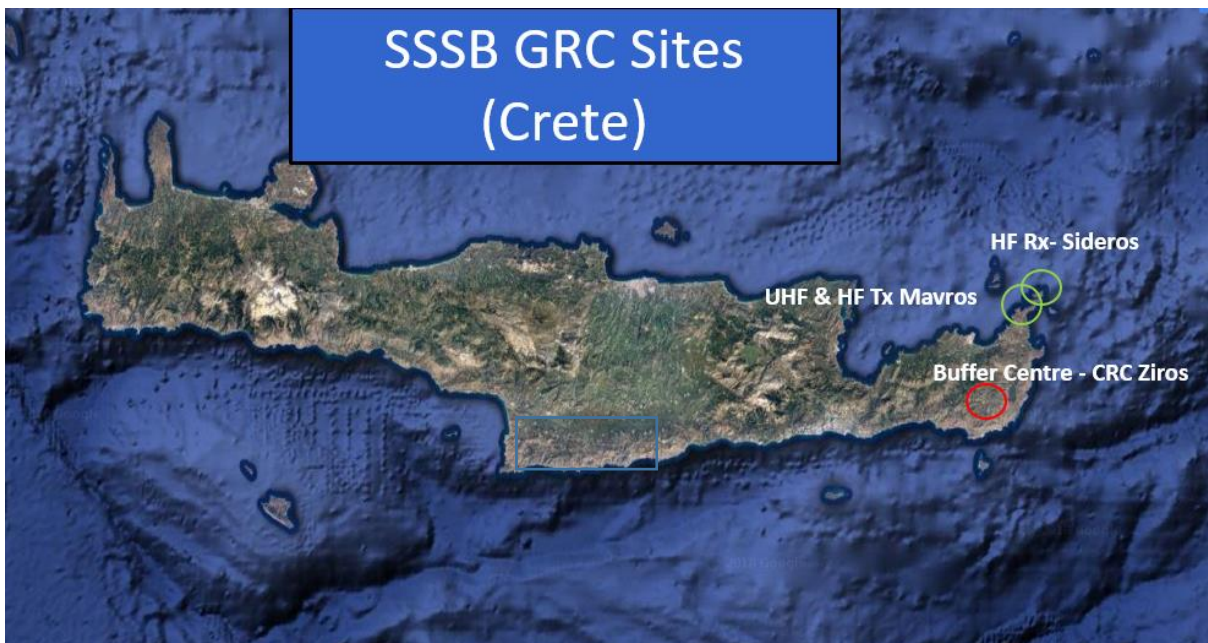 SSSB GRC Sites
(Crete)
HF Rx- Sideros
UHF & HF Tx Mavros
Buffer Centre - CRC Ziros